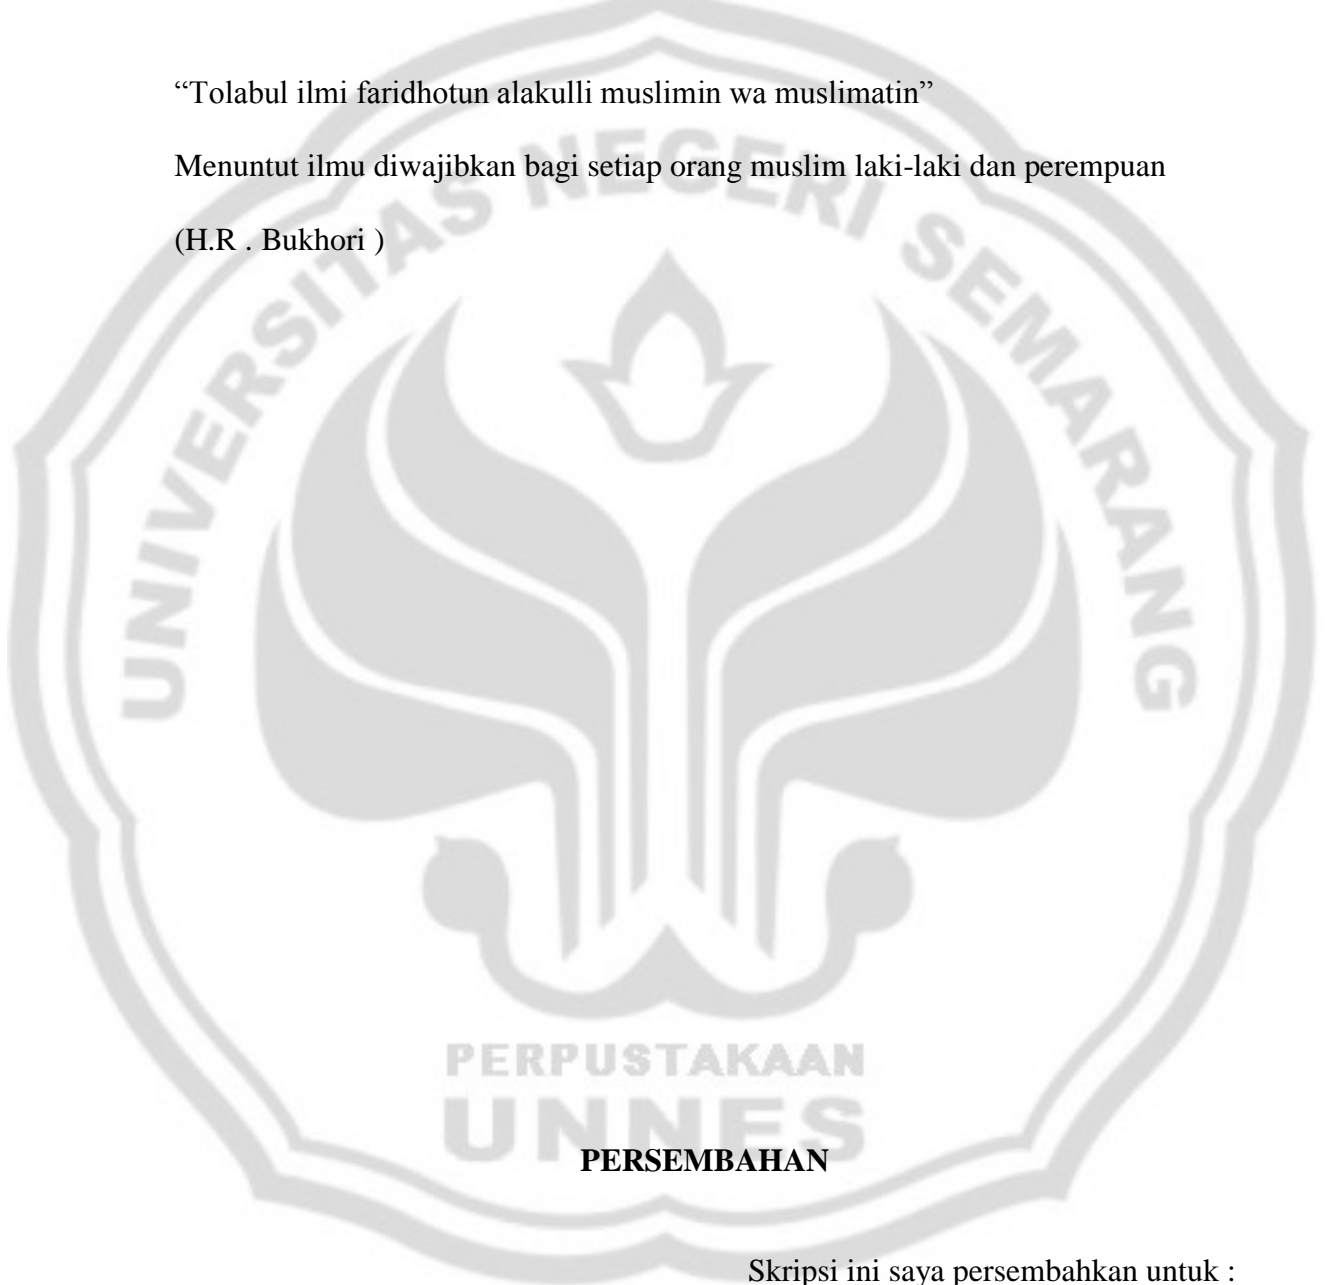 “Tolabul ilmi faridhotun alakulli muslimin wa muslimatin”
Menuntut ilmu diwajibkan bagi setiap orang muslim laki-laki dan perempuan
(H.R . Bukhori )
UNIVERSITAS NEGERI SEMARANG
PERPUSTAKAAN
UNNES
PERSEMBAHAN
Skripsi ini saya persembahkan untuk :